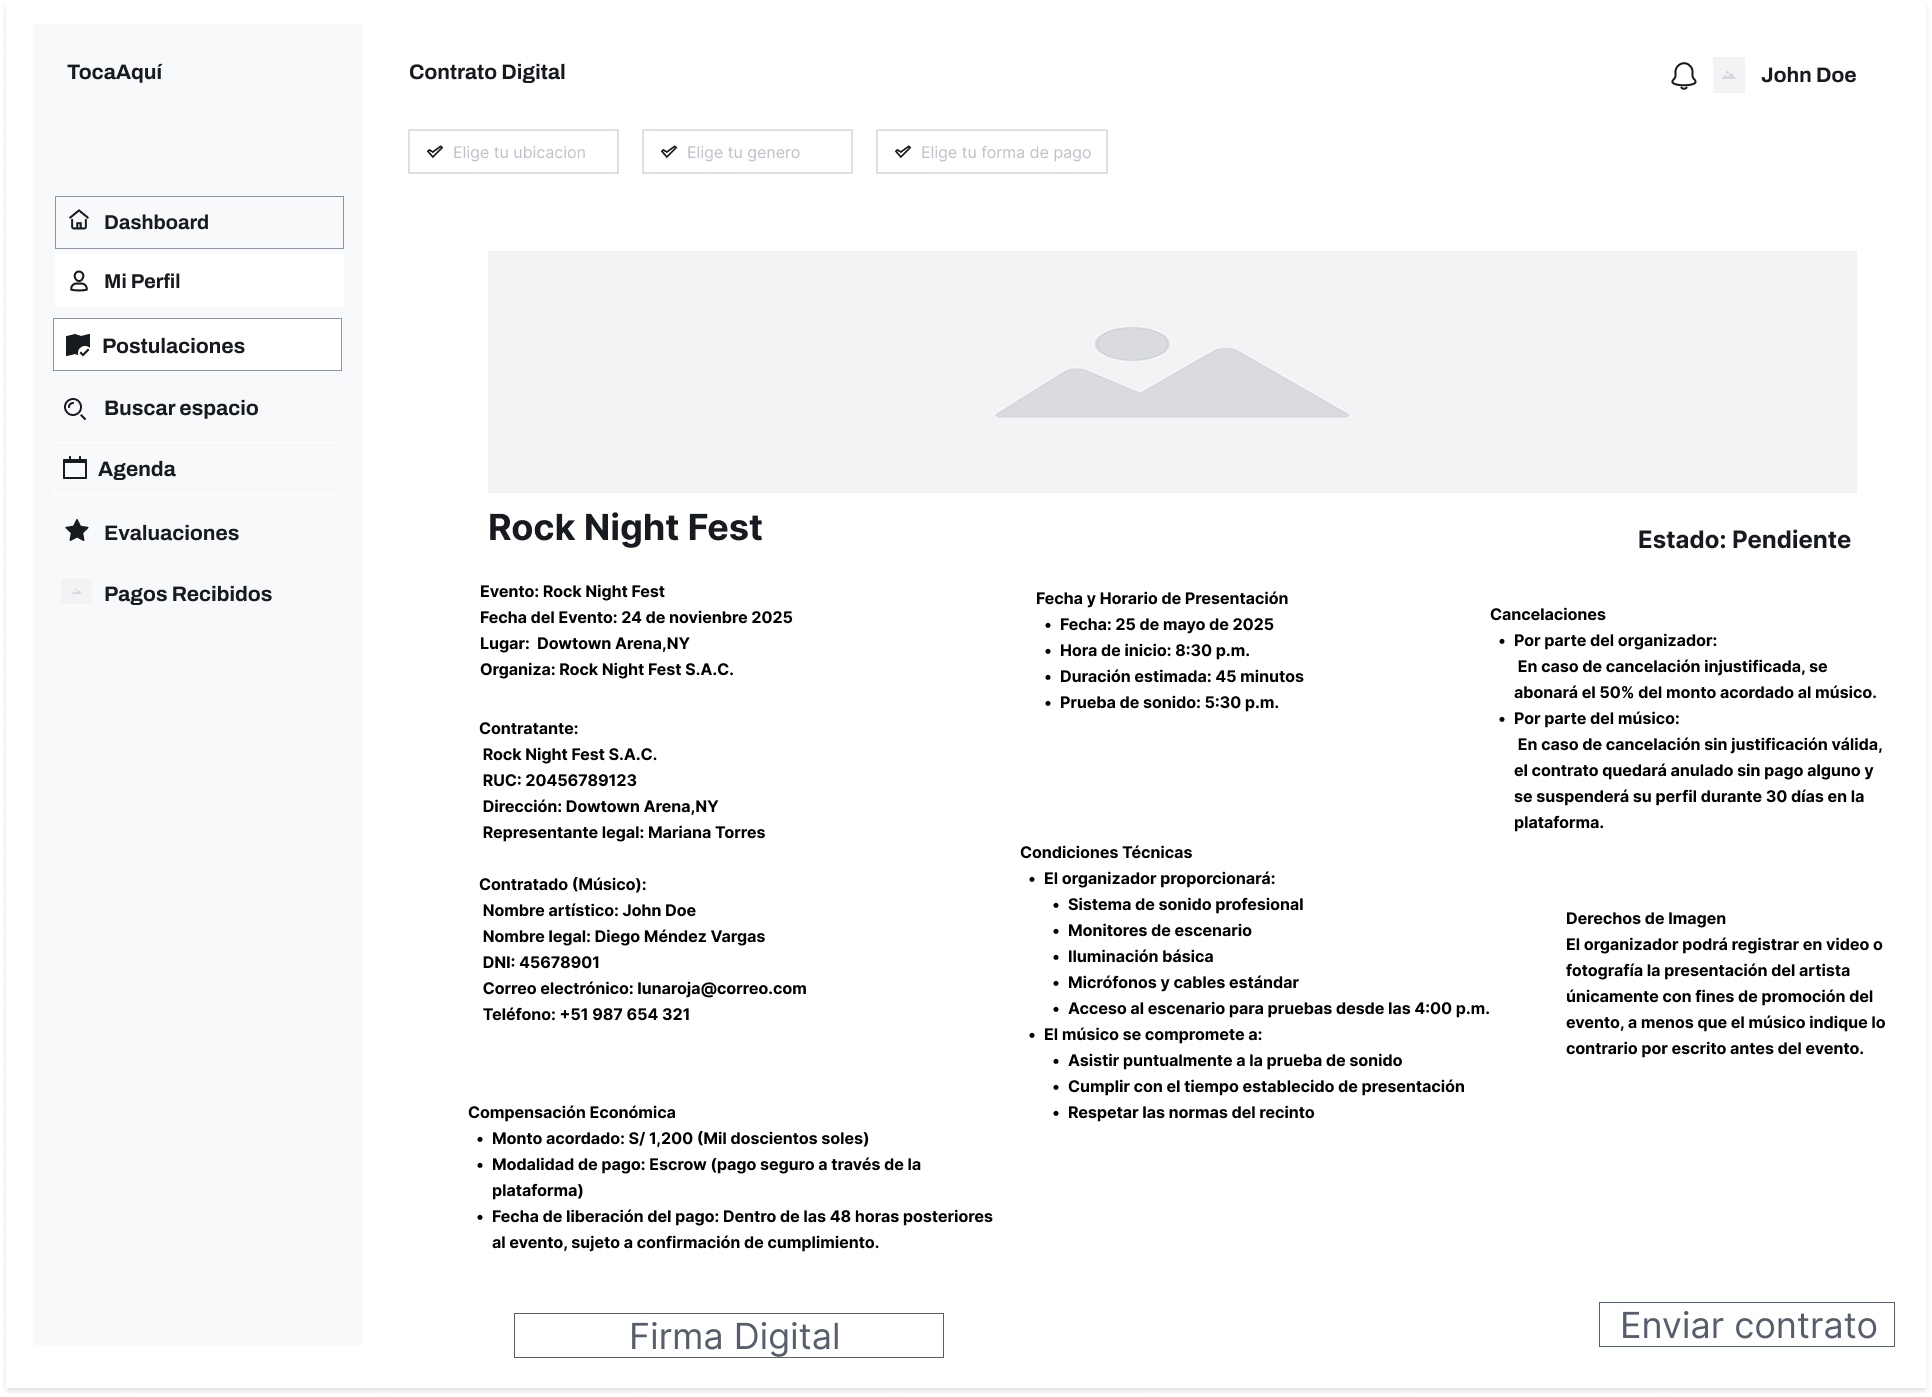 TocaAquí
Dashboard
Mi Perfil
Postulaciones
Buscar espacio
Agenda
Evaluaciones
Pagos Recibidos
Contrato Digital
John Doe
Elige tu ubicacion
Elige tu genero
Elige tu forma de pago
Rock Night Fest
Estado: Pendiente
Evento: Rock Night Fest
Fecha del Evento: 24 de novienbre 2025
Lugar:  Dowtown Arena,NY
Organiza: Rock Night Fest S.A.C.
Contratante:
Rock Night Fest S.A.C.
RUC: 20456789123
Dirección: Dowtown Arena,NY
Representante legal: Mariana Torres
Contratado (Músico):
Nombre artístico: John Doe
Nombre legal: Diego Méndez Vargas
DNI: 45678901
Correo electrónico: lunaroja@correo.com
Teléfono: +51 987 654 321
Compensación Económica
• Monto acordado: S/ 1,200 (Mil doscientos soles)
• Modalidad de pago: Escrow (pago seguro a través de la
plataforma)
• Fecha de liberación del pago: Dentro de las 48 horas posteriores
al evento, sujeto a confirmación de cumplimiento.
Fecha y Horario de Presentación
• Fecha: 25 de mayo de 2025
• Hora de inicio: 8:30 p.m.
• Duración estimada: 45 minutos
• Prueba de sonido: 5:30 p.m.
Condiciones Técnicas
• El organizador proporcionará:
• Sistema de sonido profesional
• Monitores de escenario
• Iluminación básica
• Micrófonos y cables estándar
• Acceso al escenario para pruebas desde las 4:00 p.m.
• El músico se compromete a:
• Asistir puntualmente a la prueba de sonido
• Cumplir con el tiempo establecido de presentación
• Respetar las normas del recinto
Cancelaciones
• Por parte del organizador:
En caso de cancelación injustificada, se
abonará el 50% del monto acordado al músico.
• Por parte del músico:
En caso de cancelación sin justificación válida,
el contrato quedará anulado sin pago alguno y
se suspenderá su perfil durante 30 días en la
plataforma.
Derechos de Imagen
El organizador podrá registrar en video o
fotografía la presentación del artista
únicamente con fines de promoción del
evento, a menos que el músico indique lo
contrario por escrito antes del evento.
Firma Digital
Enviar contrato